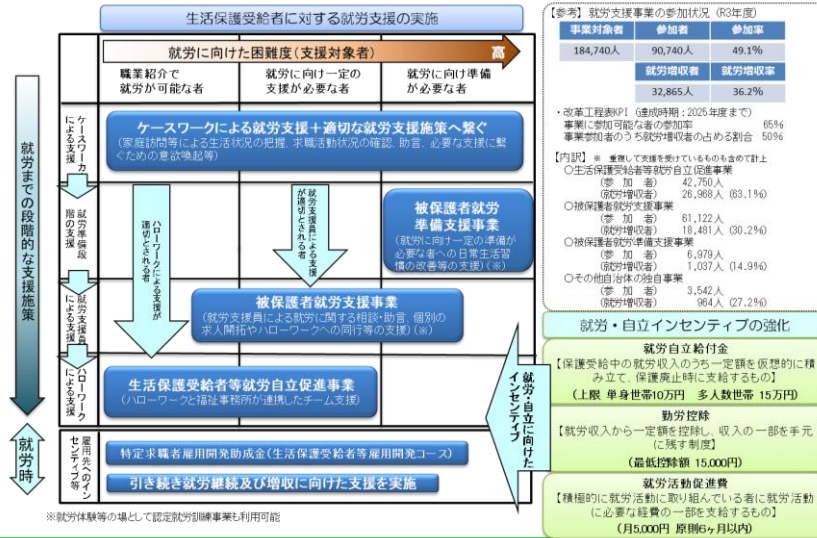 生活保護受給者に対する就労支援の実施
就労に向けた困難度(支援対象者)
高
職業紹介で
就労が可能な者
就労に向け一定の
支援が必要な者
就労に向け準備
が必要な者
就労までの段階的な支援施策
就労時
ケースワーカー
による支援
就労準備段
階の支援
就労支援員
による支援
ハローワーク
による支援
雇用先へのイン
センティブ等
ケースワークによる就労支援+適切な就労支援施策へ繋ぐ
(家庭訪問等による生活状況の把握、求職活動状況の確認、助言、必要な支援に繋
ぐための意欲喚起等)
ハローワークによる支援が
適切とされる者
就労支援員による支援
が適切とされる者
被保護者就労
準備支援事業
(就労に向け一定の準備が
必要な者への日常生活習
慣の改善等の支援)(※)
被保護者就労支援事業
(就労支援員による就労に関する相談・助言、個別の
求人開拓やハローワークへの同行等の支援)(※)
生活保護受給者等就労自立促進事業
(ハローワークと福祉事務所が連携したチーム支援)
就労・自立に向けた
インセンティブ
特定求職者雇用開発助成金(生活保護受給者等雇用開発コース)
引き続き就労継続及び増収に向けた支援を実施
※就労体験等の場として認定就労訓練事業も利用可能
【参考】就労支援事業の参加状況(R3年度)
事業対象者 参加者 参加率
184,740人 90,740人 49.1%
就労増収者 就労増収率
32,865人 36.2%
・改革工程表KPI(達成時期:2025年度まで)
事業に参加可能な者の参加率 65%
事業参加者のうち就労増収者の占める割合 50%
【内訳】※ 重複して支援を受けているものも含めて計上
○生活保護受給者等就労自立促進事業
(参 加 者) 42,750人
(就労増収者) 26,968人(63.1%)
○被保護者就労支援事業
(参 加 者) 61,122人
(就労増収者) 18,481人(30.2%)
○被保護者就労準備支援事業
(参 加 者) 6,979人
(就労増収者) 1,037人(14.9%)
○その他自治体の独自事業
(参 加 者) 3,542人
(就労増収者) 964人(27.2%)
就労・自立インセンティブの強化
就労自立給付金
【保護受給中の就労収入のうち一定額を仮想的に積
み立て、保護廃止時に支給するもの】
(上限 単身世帯10万円 多人数世帯 15万円)
勤労控除
【就労収入から一定額を控除し、収入の一部を手元
に残す制度】
(最低控除額 15,000円)
就労活動促進費
【積極的に就労活動に取り組んでいる者に就労活動
に必要な経費の一部を支給するもの】
(月5,000円 原則6ヶ月以内)